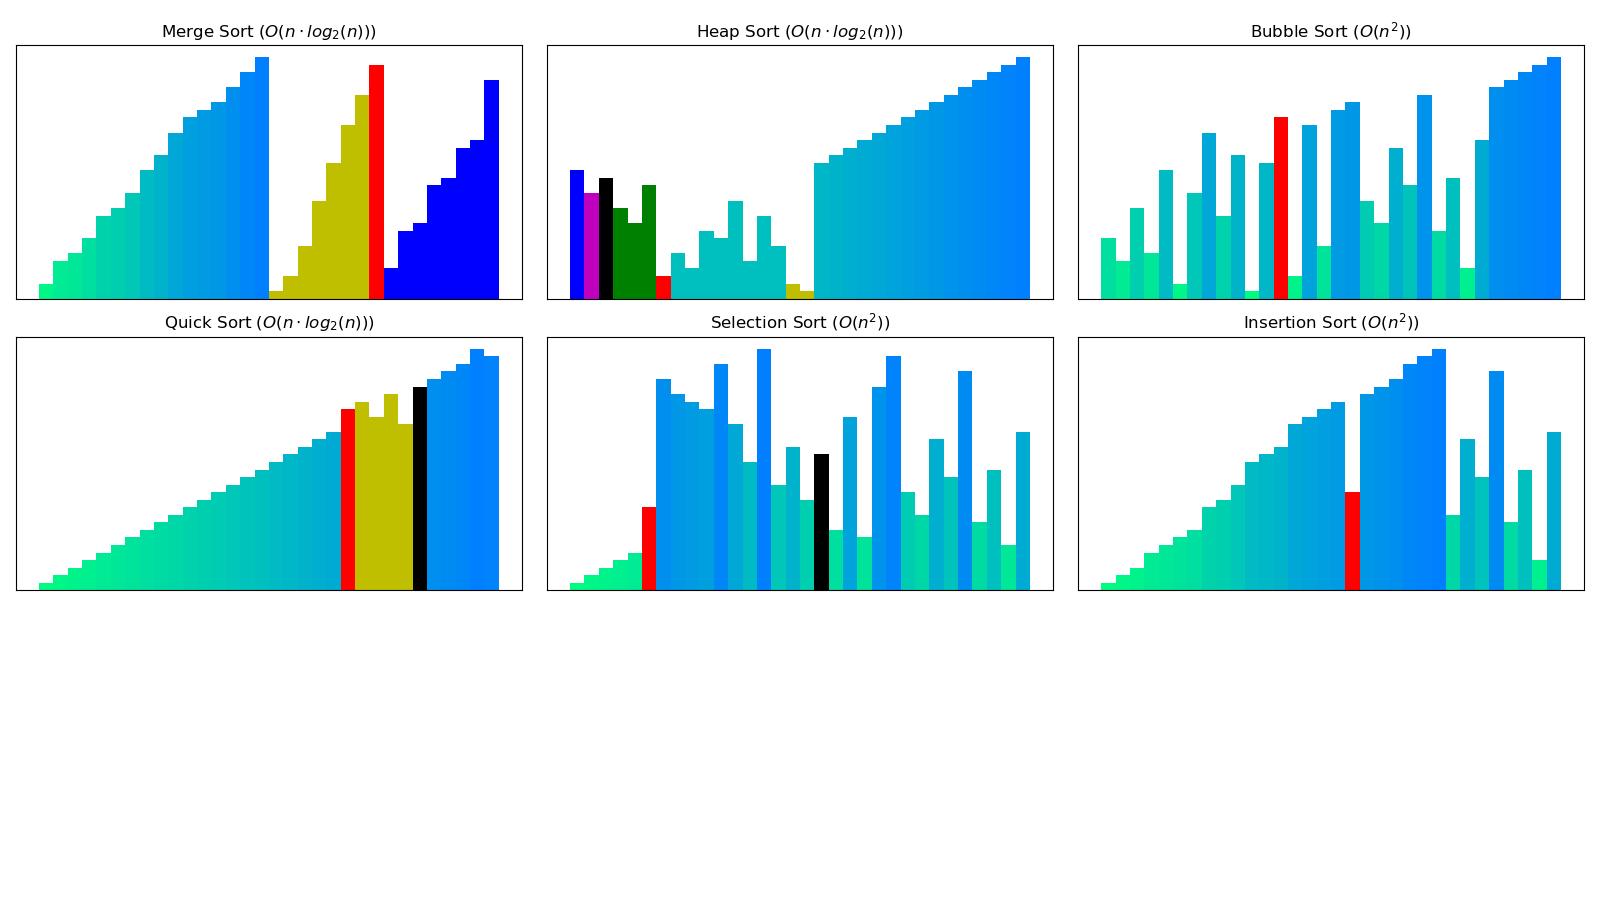 Merge Sort (O(n · log₂(n)))
Heap Sort (O(n · log₂(n)))
Bubble Sort (O(n²))
Quick Sort (O(n · log₂(n)))
Selection Sort (O(n²))
Insertion Sort (O(n²))